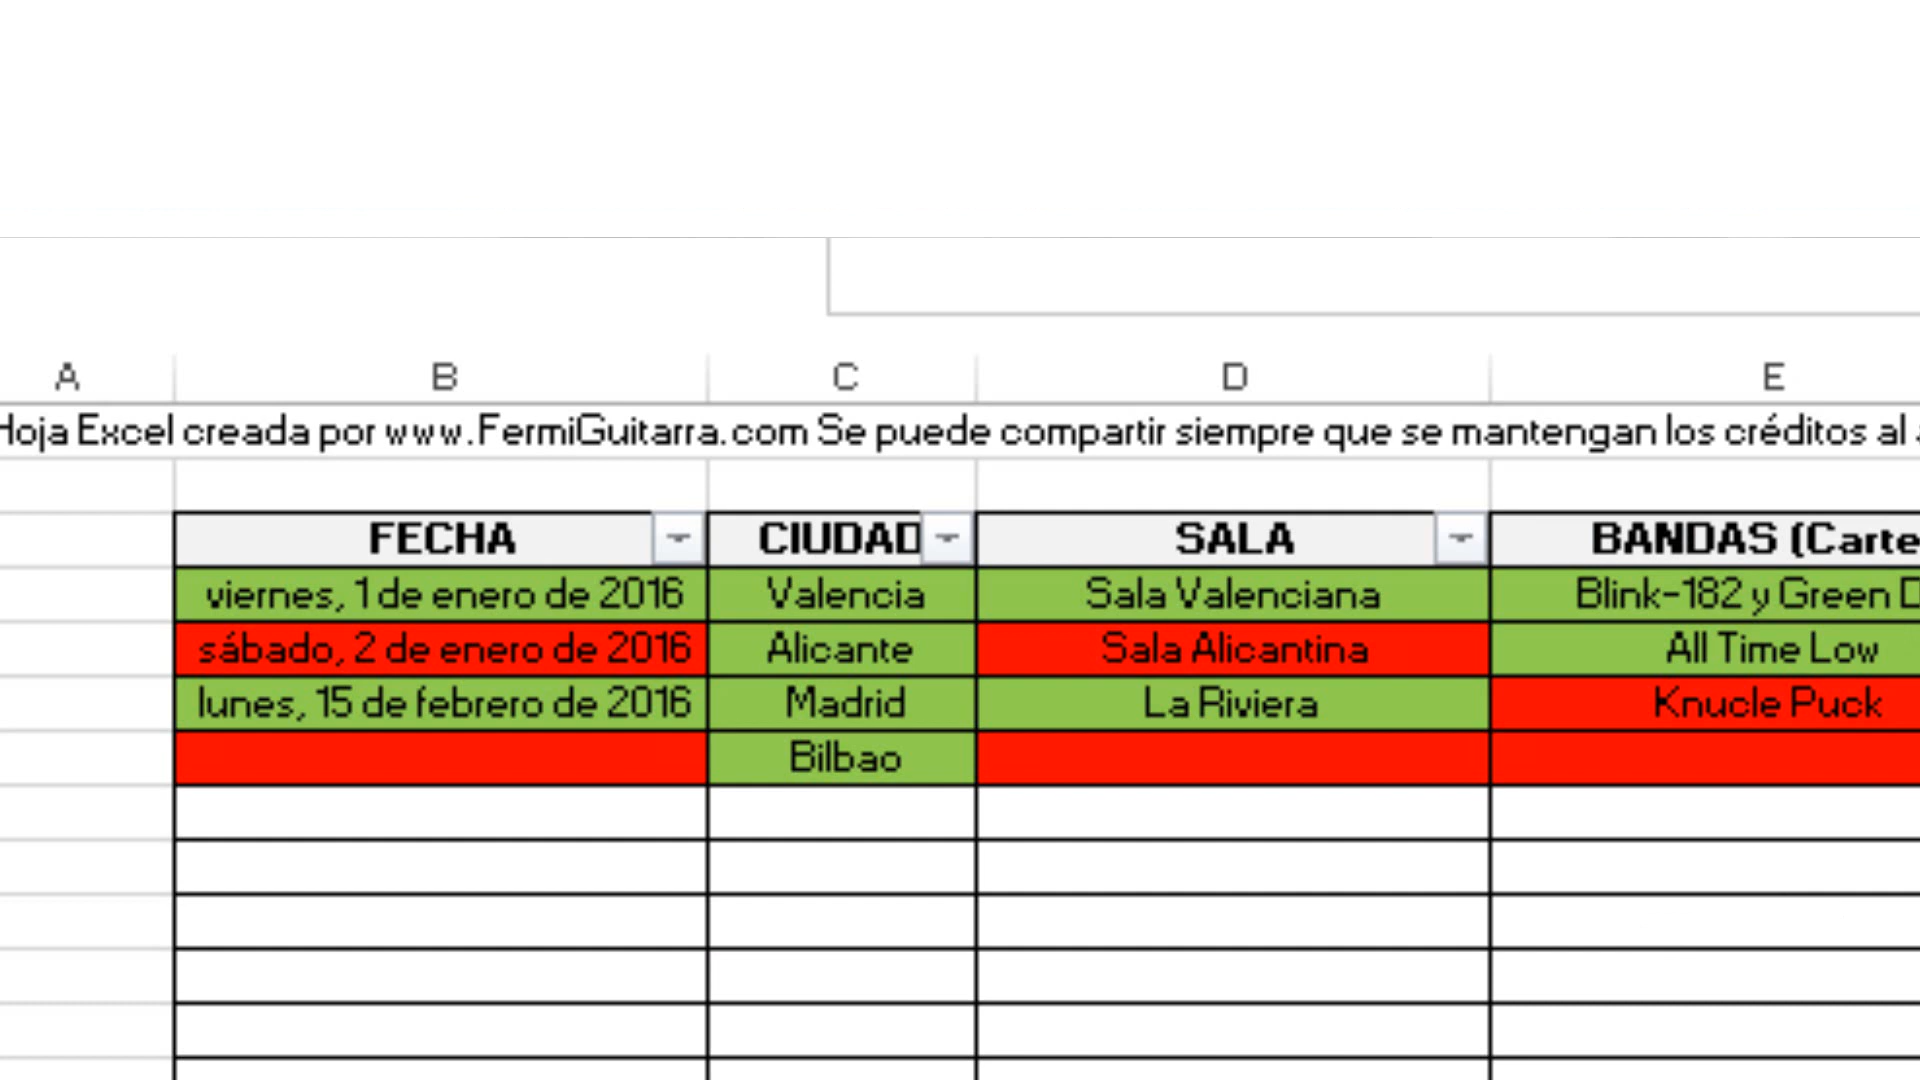 A B C D E
Hoja Excel creada por www.FermiGuitarra.com Se puede compartir siempre que se mantengan los créditos al
FECHA CIUDAD SALA BANDAS (Carte
viernes, 1 de enero de 2016 Valencia Sala Valenciana Blink-182 y Green D
sábado, 2 de enero de 2016 Alicante Sala Alicantina All Time Low
lunes, 15 de febrero de 2016 Madrid La Riviera Knucle Puck
Bilbao